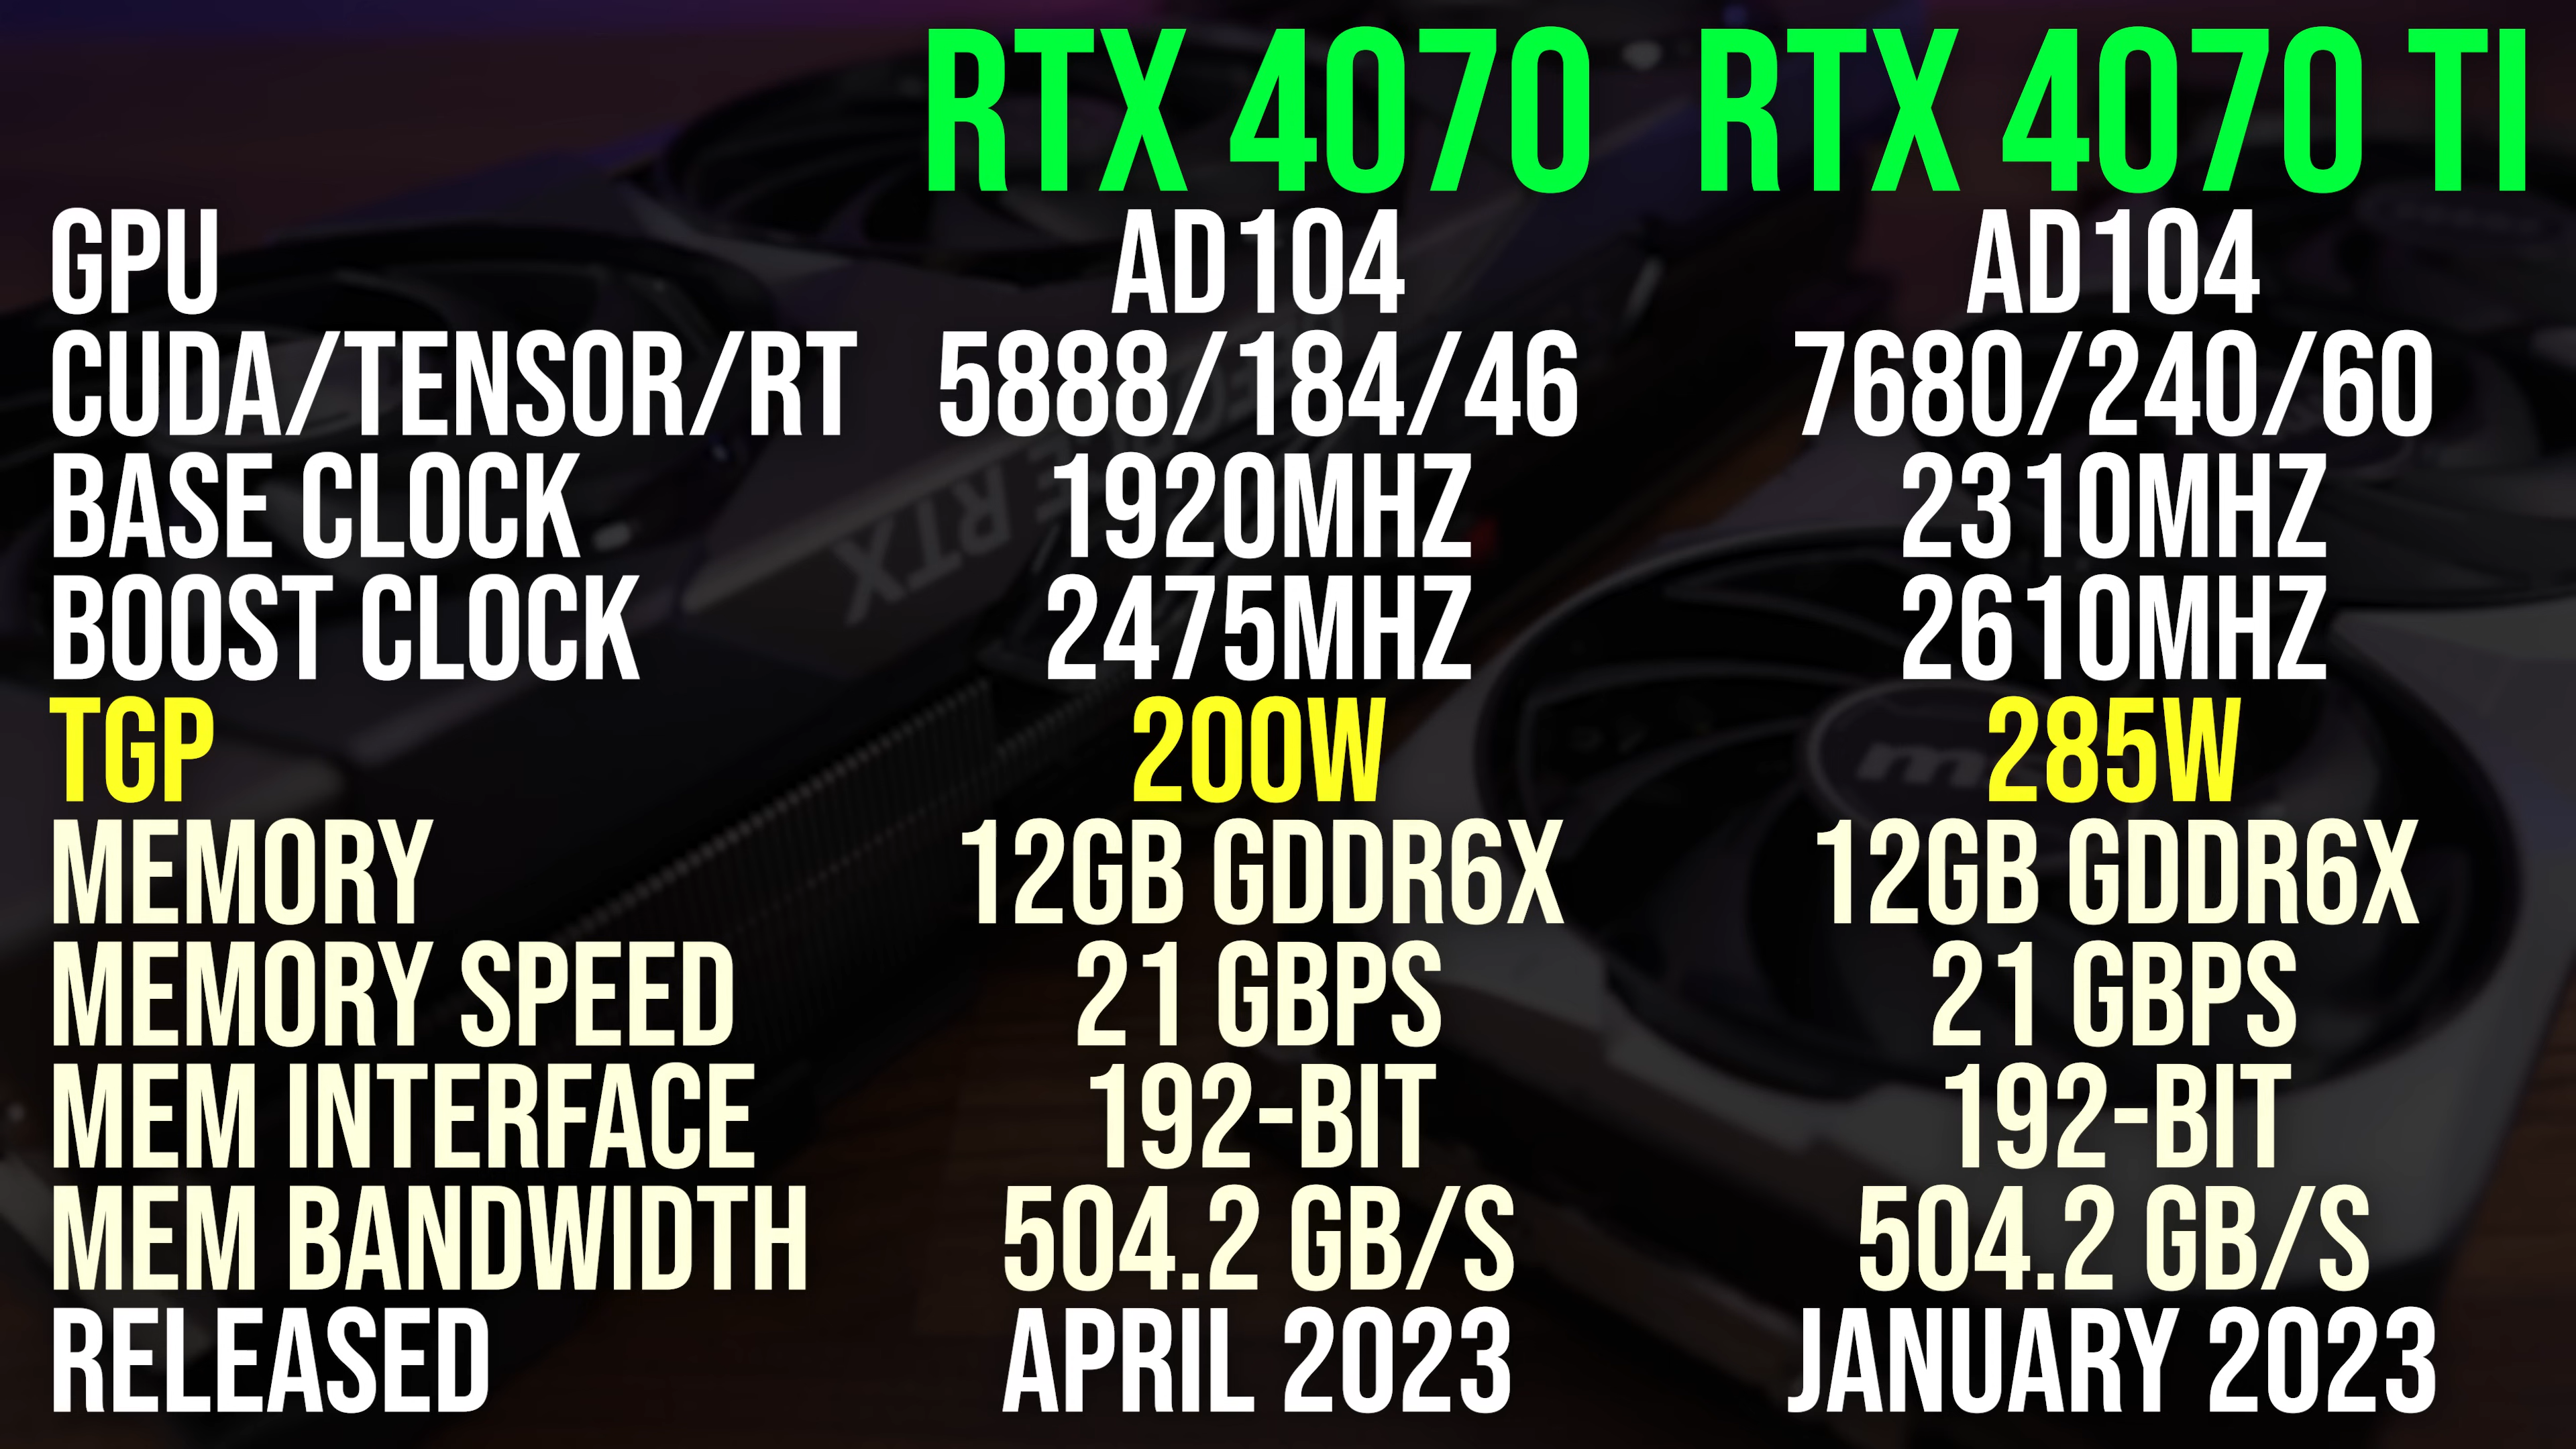 RTX 4070 RTX 4070 TI
GPU AD104 AD104
CUDA/TENSOR/RT 5888/184/46 7680/240/60
BASE CLOCK 1920MHZ 2310MHZ
BOOST CLOCK 2475MHZ 2610MHZ
TGP 200W 285W
MEMORY 12GB GDDR6X 12GB GDDR6X
MEMORY SPEED 21 GBPS 21 GBPS
MEM INTERFACE 192-BIT 192-BIT
MEM BANDWIDTH 504.2 GB/S 504.2 GB/S
RELEASED APRIL 2023 JANUARY 2023
RTX